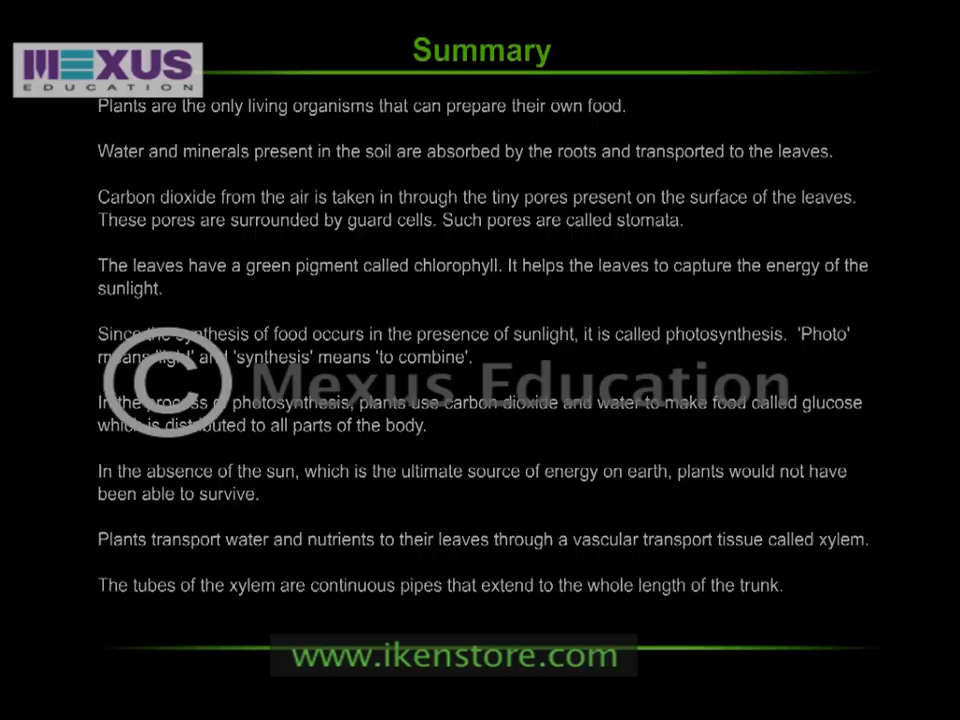 Summary
MEXUS
EDUCATION
Plants are the only living organisms that can prepare their own food.
Water and minerals present in the soil are absorbed by the roots and transported to the leaves.
Carbon dioxide from the air is taken in through the tiny pores present on the surface of the leaves.
These pores are surrounded by guard cells. Such pores are called stomata.
The leaves have a green pigment called chlorophyll. It helps the leaves to capture the energy of the
sunlight.
Since the synthesis of food occurs in the presence of sunlight, it is called photosynthesis. 'Photo'
means 'light' and 'synthesis' means 'to combine'.
© Mexus Education
In the process of photosynthesis, plants use carbon dioxide and water to make food called glucose
which is distributed to all parts of the body.
In the absence of the sun, which is the ultimate source of energy on earth, plants would not have
been able to survive.
Plants transport water and nutrients to their leaves through a vascular transport tissue called xylem.
The tubes of the xylem are continuous pipes that extend to the whole length of the trunk.
www.ikenstore.com